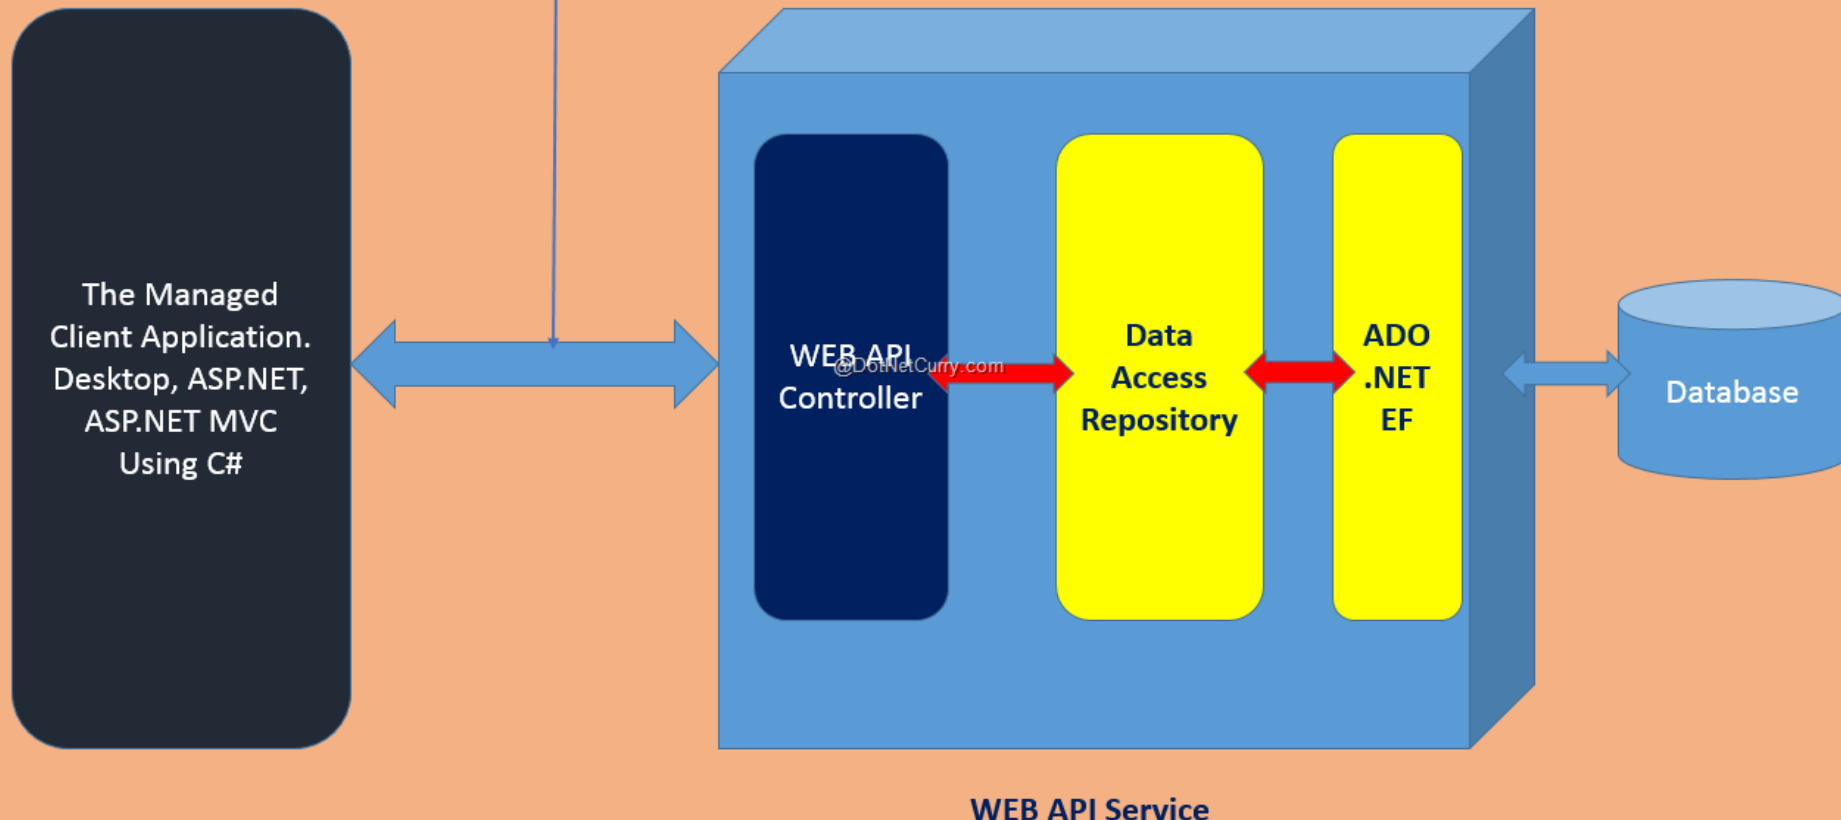 The Managed
Client Application.
Desktop, ASP.NET,
ASP.NET MVC
Using C#
WEB API
Controller
@DotNetCurry.com
Data
Access
Repository
ADO
.NET
EF
Database
WEB API Service